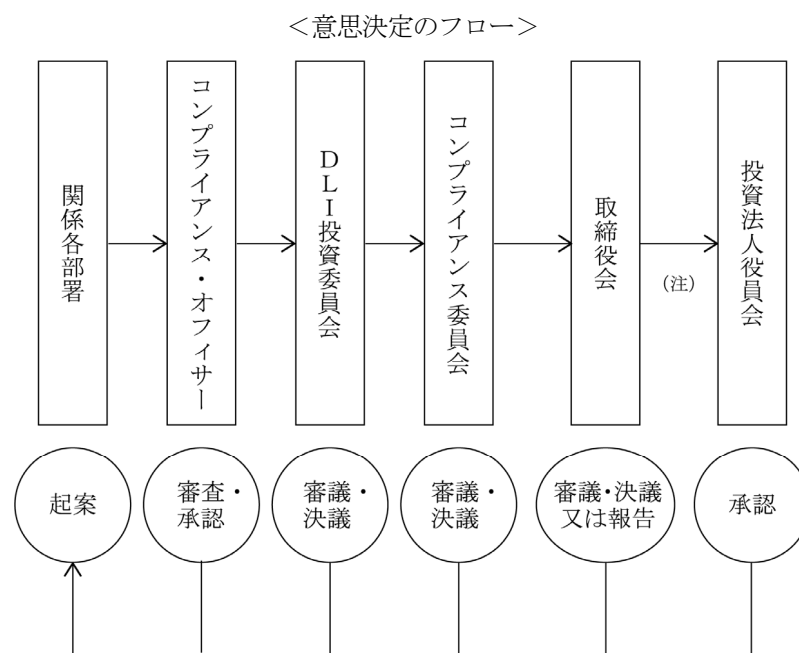 ＜意思決定のフロー＞
関係各部署
コンプライアンス・オフィサー
ＤＬＩ投資委員会
コンプライアンス委員会
取締役会
（注）
投資法人役員会
起案
審査・
承認
審議・
決議
審議・
決議
審議・決議
又は報告
承認